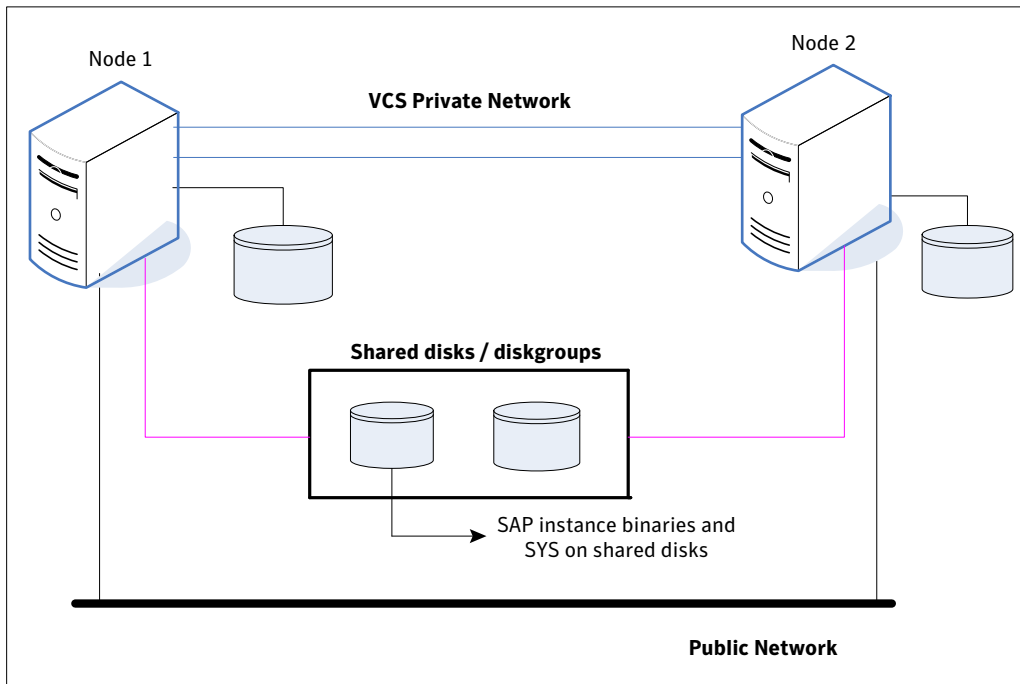 Node 1
Node 2
VCS Private Network
Shared disks / diskgroups
SAP instance binaries and
SYS on shared disks
Public Network